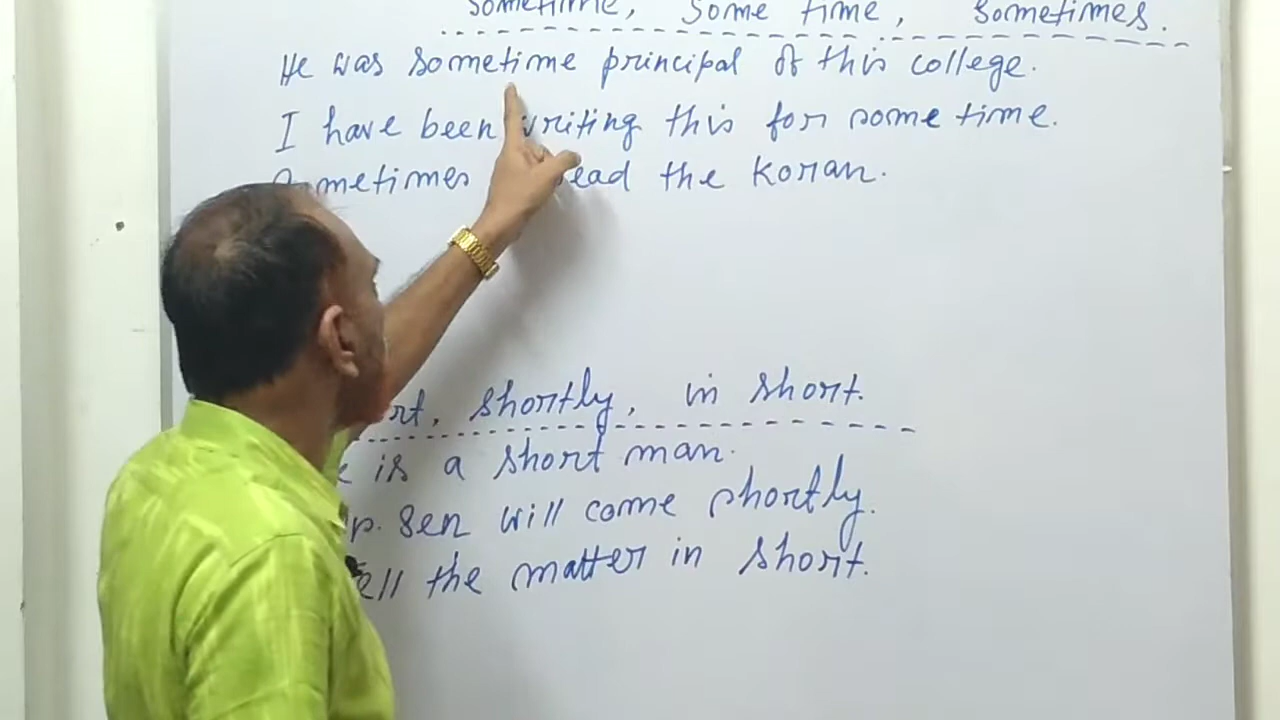 sometime, some time, sometimes.
He was sometime principal of this college.
I have been writing this for some time.
Sometimes read the Koran.
shortly, in short.
is a short man.
Sen will come shortly.
the matter in short.